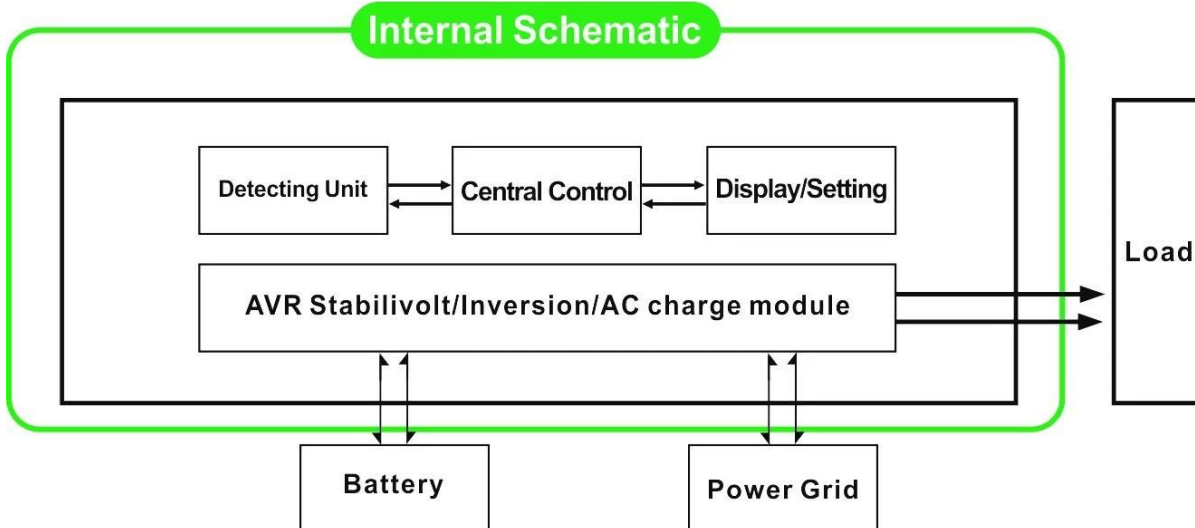 Internal Schematic
Detecting Unit
Central Control
Display/Setting
Load
AVR Stabilivolt/Inversion/AC charge module
Battery
Power Grid